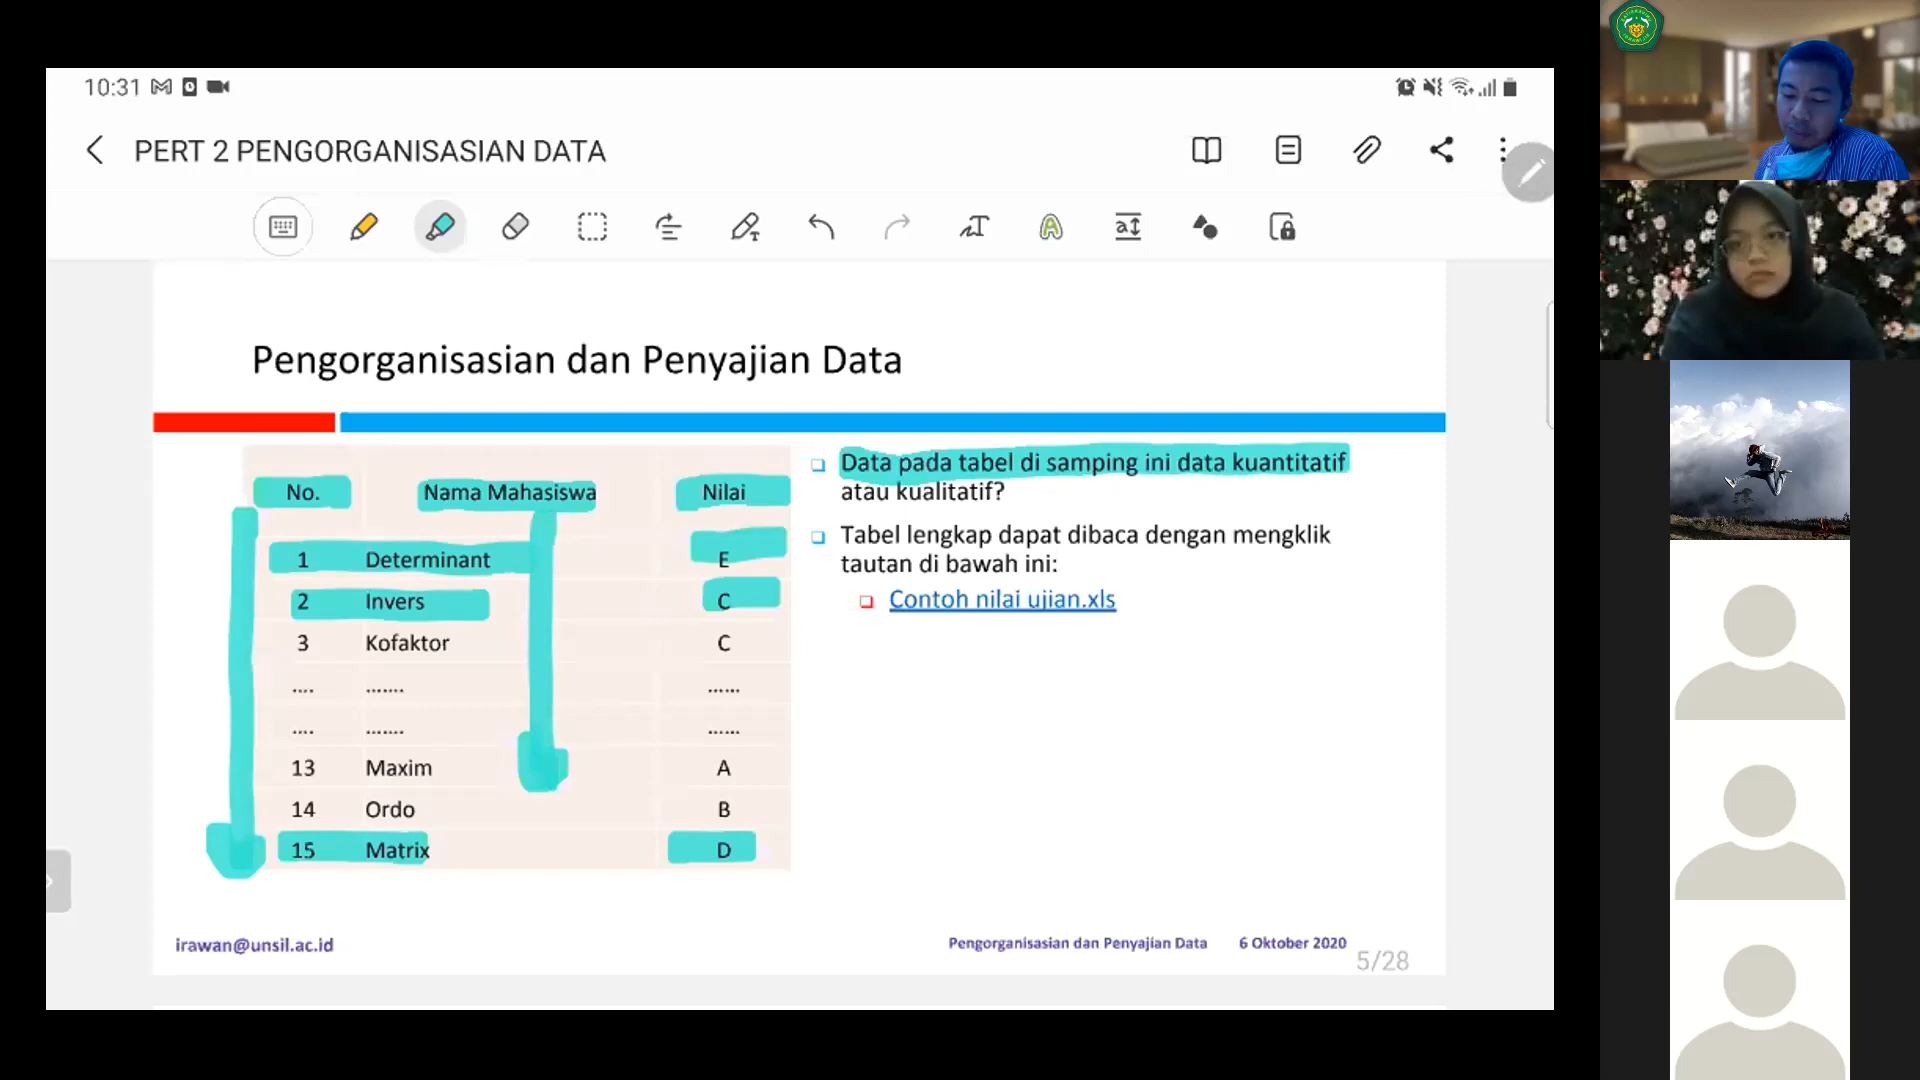 10:31
PERT 2 PENGORGANISASIAN DATA
Pengorganisasian dan Penyajian Data
No. Nama Mahasiswa Nilai
1 Determinant E
2 Invers C
3 Kofaktor C
.... ....... ......
.... ....... ......
13 Maxim A
14 Ordo B
15 Matrix D
Data pada tabel di samping ini data kuantitatif
atau kualitatif?
Tabel lengkap dapat dibaca dengan mengklik
tautan di bawah ini:
Contoh nilai ujian.xls
irawan@unsil.ac.id
Pengorganisasian dan Penyajian Data 6 Oktober 2020
5/28